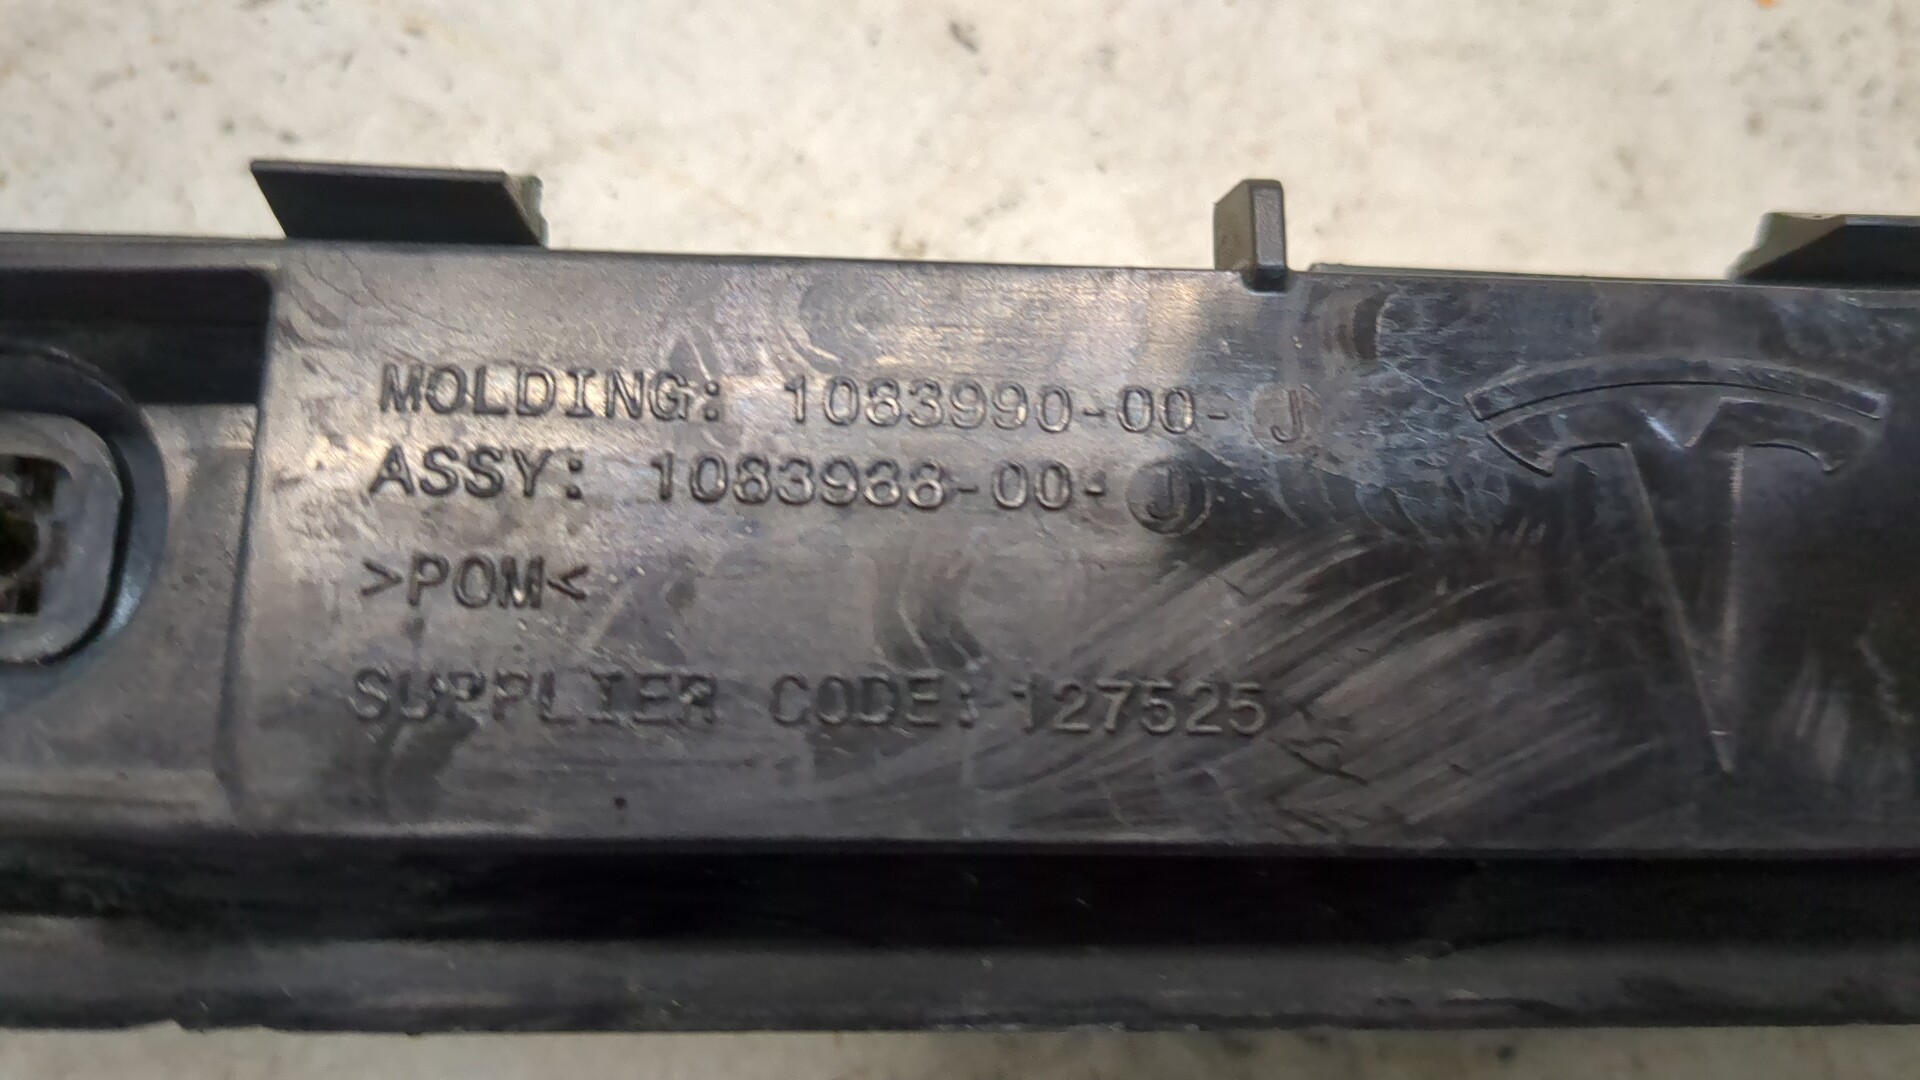 MOLDING: 1083990-00-J
ASSY: 1083988-00-J
>POM<
SUPPLIER CODE: 127525